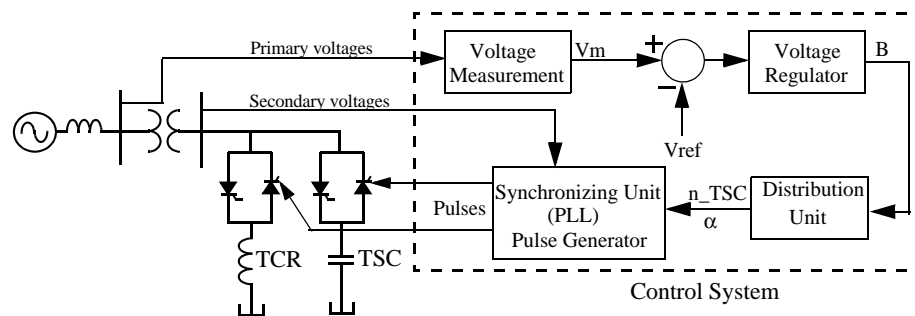 Primary voltages
Voltage
Measurement
Vm
+
−
Voltage
Regulator
B
Secondary voltages
Vref
Synchronizing Unit
(PLL)
Pulse Generator
n_TSC
α
Distribution
Unit
Pulses
TCR
TSC
Control System